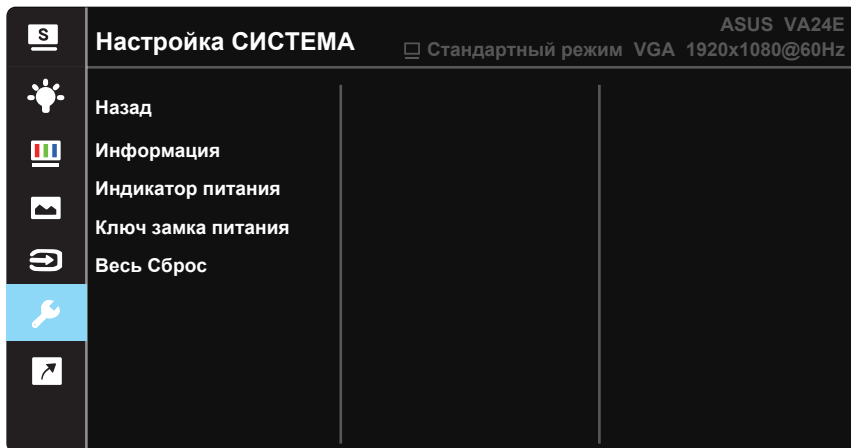 S
Настройка СИСТЕМА
ASUS VA24E
Стандартный режим VGA 1920x1080@60Hz
Назад
Информация
Индикатор питания
Ключ замка питания
Весь Сброс